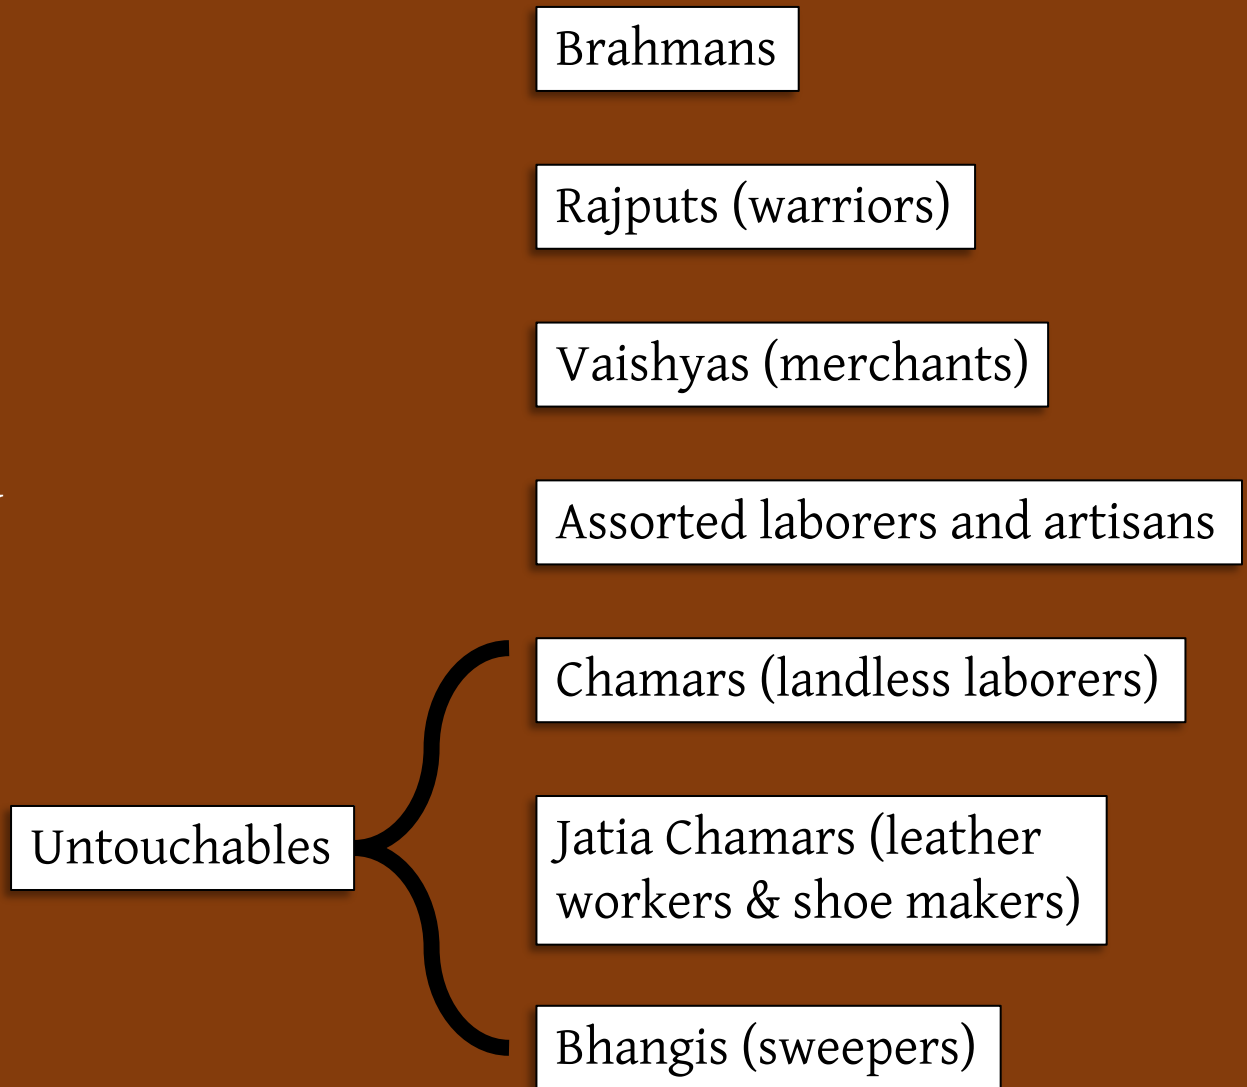 Brahmans
Rajputs (warriors)
Vaishyas (merchants)
Assorted laborers and artisans
Chamars (landless laborers)
Untouchables
Jatia Chamars (leather
workers & shoe makers)
Bhangis (sweepers)